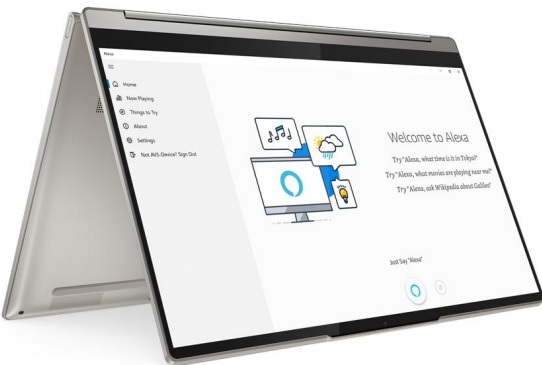 Alexa
Home
Now Playing
Things to Try
About
Settings
Not AVS-Device? Sign Out
Welcome to Alexa
Try "Alexa, what time is it in Tokyo?"
Try "Alexa, what movies are playing near me?"
Try "Alexa, ask Wikipedia about Galileo"
Just Say "Alexa"